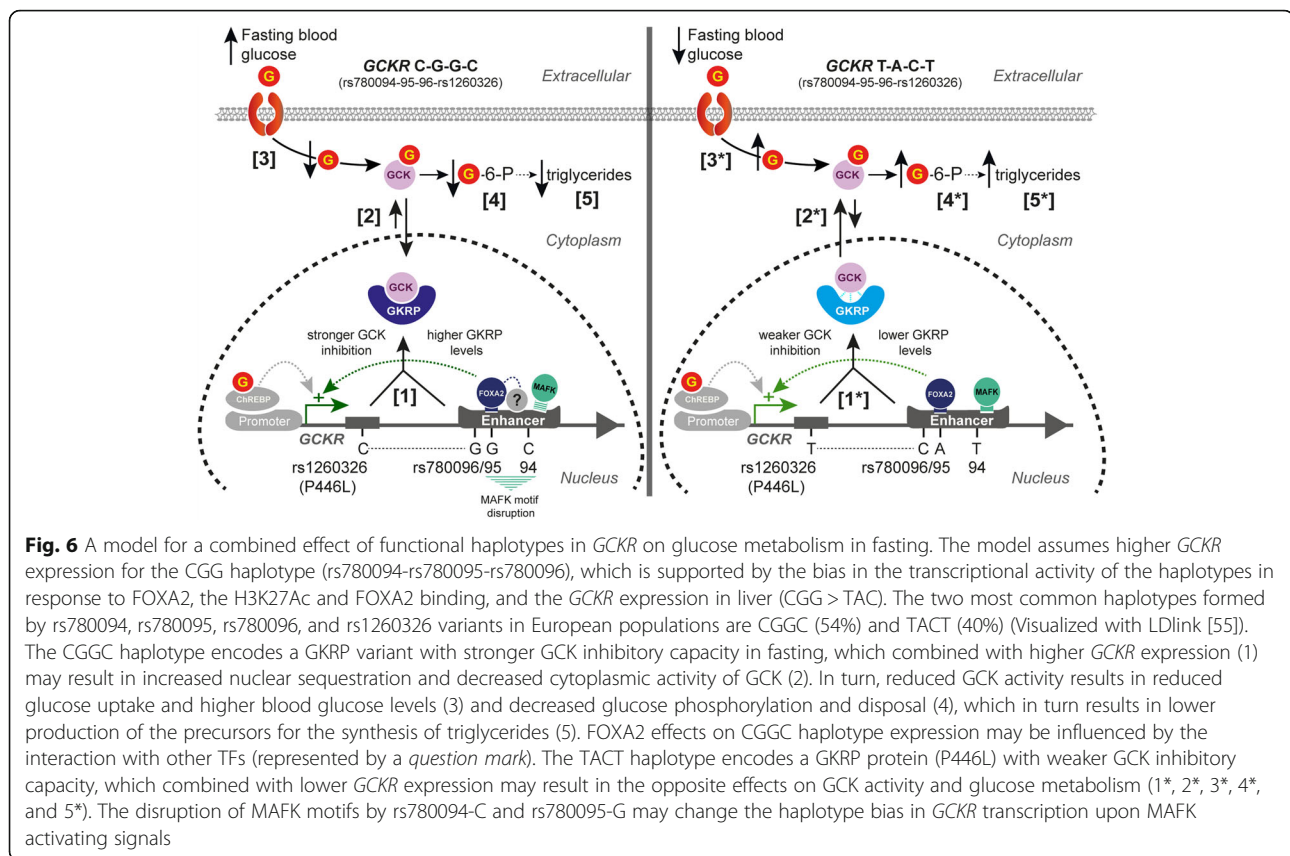 Fasting blood
glucose
G
GCKR C-G-G-C
(rs780094-95-96-rs1260326)
Extracellular
[3]
G
G
GCK
G-6-P
triglycerides
[4]
[5]
[2]
Cytoplasm
GCK
GKRP
stronger GCK
inhibition
higher GKRP
levels
G
ChREBP
+
[1]
FOXA2
?
MAFK
Promoter
Enhancer
GCKR
C
G G
C
rs1260326
(P446L)
rs780096/95
94
Nucleus
MAFK motif
disruption
Fasting blood
glucose
G
GCKR T-A-C-T
(rs780094-95-96-rs1260326)
Extracellular
[3*]
G
G
GCK
G-6-P
triglycerides
[4*]
[5*]
[2*]
Cytoplasm
GCK
GKRP
weaker GCK
inhibition
lower GKRP
levels
G
ChREBP
+
[1*]
FOXA2
MAFK
Promoter
Enhancer
GCKR
T
C A
T
rs1260326
(P446L)
rs780096/95
94
Nucleus
Fig. 6 A model for a combined effect of functional haplotypes in GCKR on glucose metabolism in fasting. The model assumes higher GCKR
expression for the CGG haplotype (rs780094-rs780095-rs780096), which is supported by the bias in the transcriptional activity of the haplotypes in
response to FOXA2, the H3K27Ac and FOXA2 binding, and the GCKR expression in liver (CGG > TAC). The two most common haplotypes formed
by rs780094, rs780095, rs780096, and rs1260326 variants in European populations are CGGC (54%) and TACT (40%) (Visualized with LDlink [55]).
The CGGC haplotype encodes a GKRP variant with stronger GCK inhibitory capacity in fasting, which combined with higher GCKR expression (1)
may result in increased nuclear sequestration and decreased cytoplasmic activity of GCK (2). In turn, reduced GCK activity results in reduced
glucose uptake and higher blood glucose levels (3) and decreased glucose phosphorylation and disposal (4), which in turn results in lower
production of the precursors for the synthesis of triglycerides (5). FOXA2 effects on CGGC haplotype expression may be influenced by the
interaction with other TFs (represented by a question mark). The TACT haplotype encodes a GKRP protein (P446L) with weaker GCK inhibitory
capacity, which combined with lower GCKR expression may result in the opposite effects on GCK activity and glucose metabolism (1*, 2*, 3*, 4*,
and 5*). The disruption of MAFK motifs by rs780094-C and rs780095-G may change the haplotype bias in GCKR transcription upon MAFK
activating signals